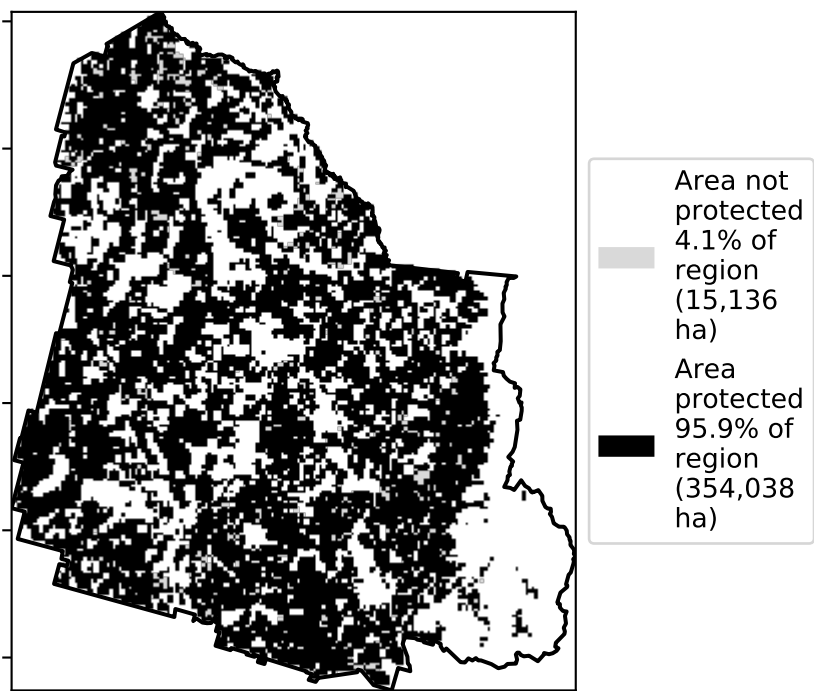 Area not
protected
4.1% of
region
(15,136
ha)
Area
protected
95.9% of
region
(354,038
ha)